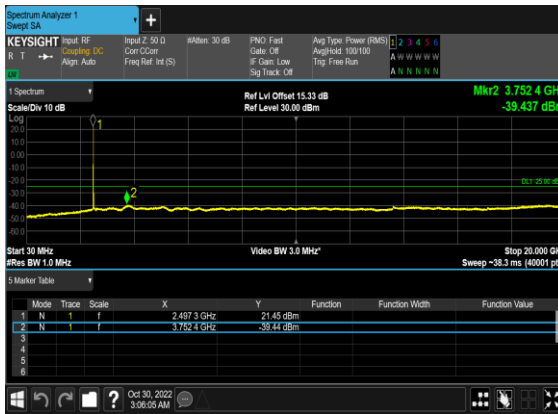 Spectrum Analyzer 1
Swept SA
+
KEYSIGHT Input: RF Input Z: 50 Ω #Atten: 30 dB PNO: Fast Avg Type: Power (RMS) 1 2 3 4 5 6
R T Coupling: DC Corr CCorr Gate: Off Avg|Hold: 100/100 A W W W W W
Align: Auto Freq Ref: Int (S) IF Gain: Low Trig: Free Run
Sig Track: Off A N N N N N
1 Spectrum Ref Lvl Offset 15.33 dB Mkr2 3.752 4 GH
Scale/Div 10 dB Ref Level 30.00 dBm -39.437 dB
Log
20.0
10.0
0.00
-10.0
-20.0
-30.0
-40.0
-50.0
-60.0
1
2
DL1 -25.00 dB
Start 30 MHz Video BW 3.0 MHz* Stop 20.000 GH
#Res BW 1.0 MHz Sweep ~38.3 ms (40001 pt
5 Marker Table
Mode Trace Scale X Y Function Function Width Function Value
1 N 1 f 2.497 3 GHz 21.45 dBm
2 N 1 f 3.752 4 GHz -39.44 dBm
3
4
5
6
? Oct 30, 2022
3:06:05 AM